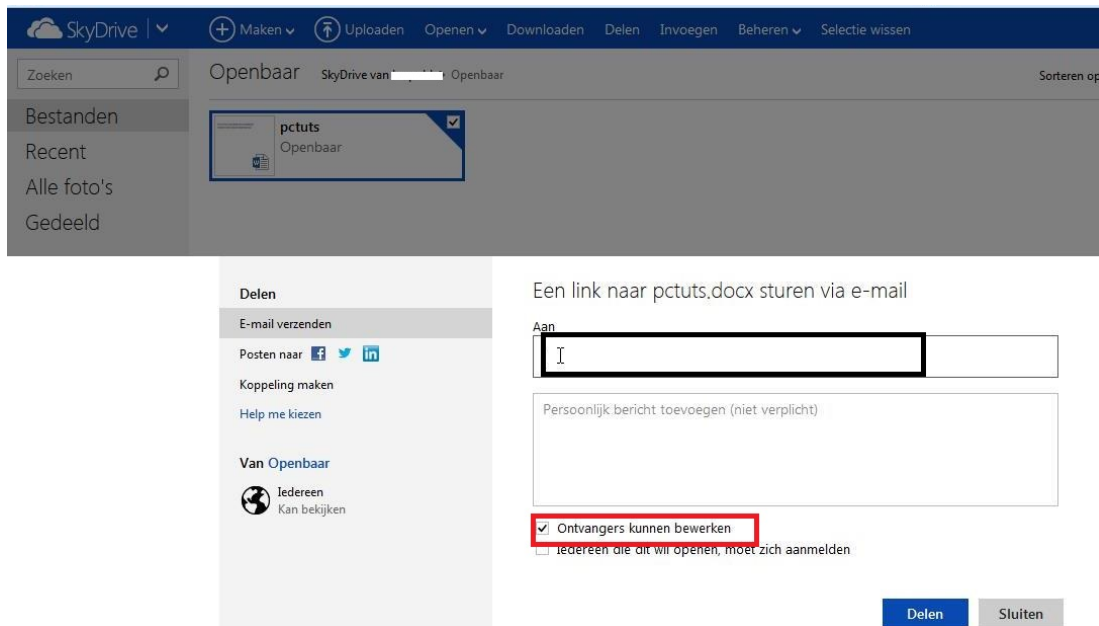 SkyDrive Maken Uploaden Openen Downloaden Delen Invoegen Beheren Selectie wissen
Zoeken
Openbaar SkyDrive van Openbaar
Sorteren op
Bestanden
Recent
Alle foto's
Gedeeld
pctuts
Openbaar
Delen
E-mail verzenden
Posten naar
Koppeling maken
Help me kiezen
Van Openbaar
Iedereen
Kan bekijken
Een link naar pctuts.docx sturen via e-mail
Aan
Persoonlijk bericht toevoegen (niet verplicht)
Ontvangers kunnen bewerken
Iedereen die dit wil openen, moet zich aanmelden
Delen Sluiten